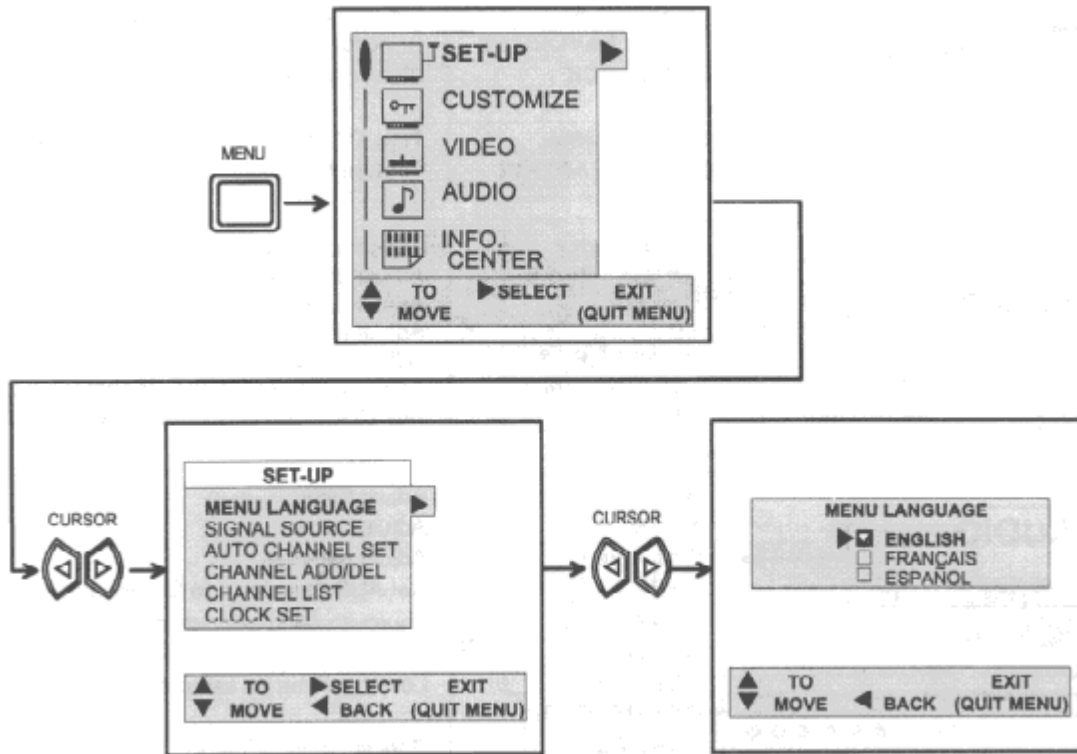 MENU
SET-UP
CUSTOMIZE
VIDEO
AUDIO
INFO.
CENTER
TO
MOVE
SELECT
EXIT
(QUIT MENU)
CURSOR
SET-UP
MENU LANGUAGE
SIGNAL SOURCE
AUTO CHANNEL SET
CHANNEL ADD/DEL
CHANNEL LIST
CLOCK SET
TO
MOVE
SELECT
BACK
EXIT
(QUIT MENU)
CURSOR
MENU LANGUAGE
ENGLISH
FRANÇAIS
ESPAÑOL
TO
MOVE
BACK
EXIT
(QUIT MENU)